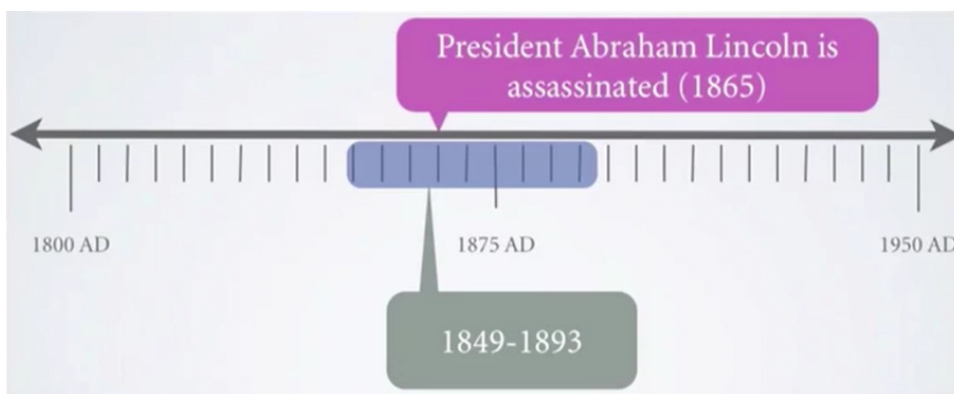 President Abraham Lincoln is
assassinated (1865)
1800 AD
1875 AD
1950 AD
1849-1893